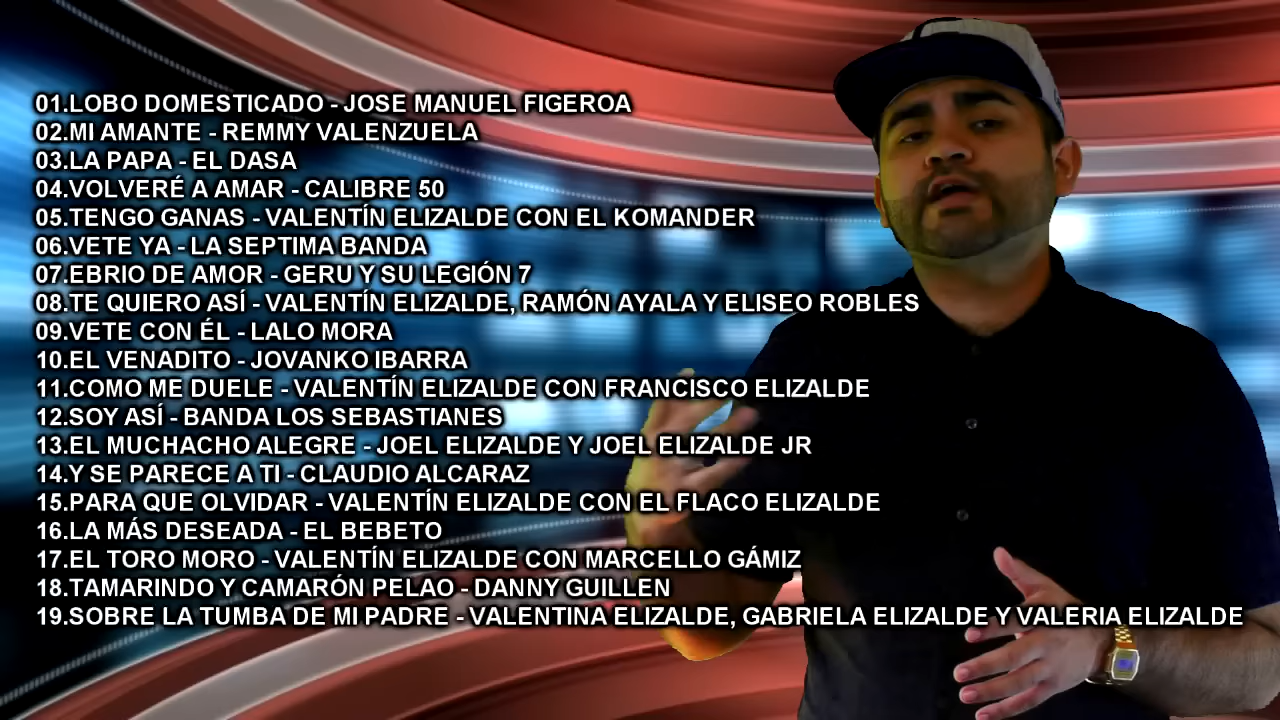 01.LOBO DOMESTICADO - JOSE MANUEL FIGEROA
02.MI AMANTE - REMMY VALENZUELA
03.LA PAPA - EL DASA
04.VOLVERÉ A AMAR - CALIBRE 50
05.TENGO GANAS - VALENTÍN ELIZALDE CON EL KOMANDER
06.VETE YA - LA SEPTIMA BANDA
07.EBRIO DE AMOR - GERU Y SU LEGIÓN 7
08.TE QUIERO ASÍ - VALENTÍN ELIZALDE, RAMÓN AYALA Y ELISEO ROBLES
09.VETE CON ÉL - LALO MORA
10.EL VENADITO - JOVANKO IBARRA
11.COMO ME DUELE - VALENTÍN ELIZALDE CON FRANCISCO ELIZALDE
12.SOY ASÍ - BANDA LOS SEBASTIANES
13.EL MUCHACHO ALEGRE - JOEL ELIZALDE Y JOEL ELIZALDE JR
14.Y SE PARECE A TI - CLAUDIO ALCARAZ
15.PARA QUE OLVIDAR - VALENTÍN ELIZALDE CON EL FLACO ELIZALDE
16.LA MÁS DESEADA - EL BEBETO
17.EL TORO MORO - VALENTÍN ELIZALDE CON MARCELLO GÁMIZ
18.TAMARINDO Y CAMARÓN PELAO - DANNY GUILLEN
19.SOBRE LA TUMBA DE MI PADRE - VALENTINA ELIZALDE, GABRIELA ELIZALDE Y VALERIA ELIZALDE